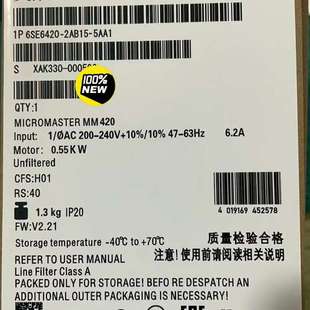 1P 6SE6420-2AB15-5AA1
S XAK330-000
100%
NEW
QTY:1
MICROMASTER MM420
Input: 1/ØAC 200-240V+10%/10% 47-63Hz 6.2A
Motor: 0.55KW
Unfiltered
CFS:H01
RS:40
1.3 kg IP20
FW:V2.21
4 019169 452578
质量检验合格
Storage temperature -40℃ to +70℃
注意!使用前请阅读相关说明
REFER TO USER MANUAL
Line Filter Class A
PACKED ONLY FOR STORAGE! BEFORE DESPATCH AN
ADDITIONAL OUTER PACKAGING IS NECESSARY!